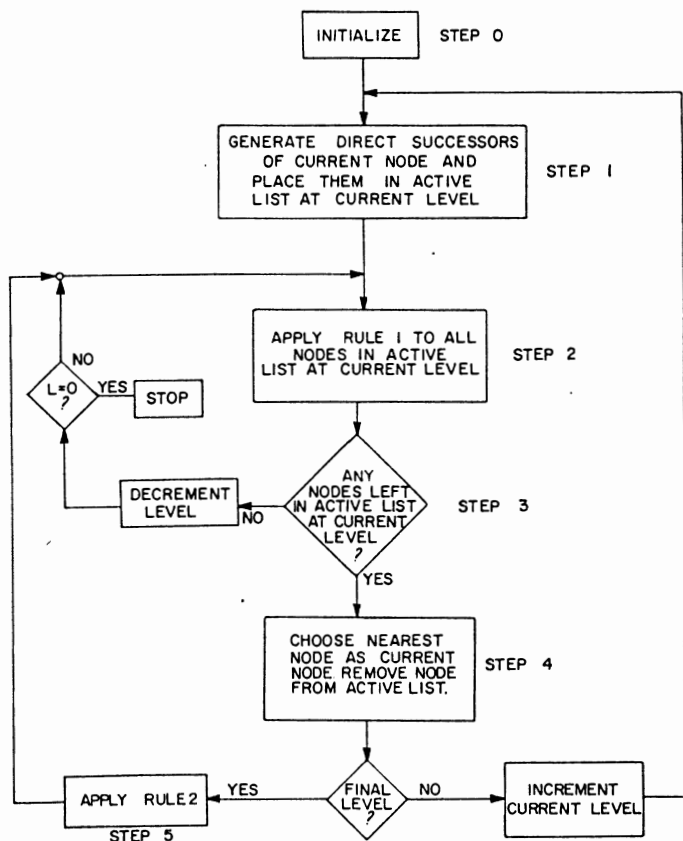 INITIALIZE
STEP 0
GENERATE DIRECT SUCCESSORS
OF CURRENT NODE AND
PLACE THEM IN ACTIVE
LIST AT CURRENT LEVEL
STEP 1
APPLY RULE 1 TO ALL
NODES IN ACTIVE
LIST AT CURRENT LEVEL
STEP 2
NO
L=0
?
YES
STOP
DECREMENT
LEVEL
NO
ANY
NODES LEFT
IN ACTIVE LIST
AT CURRENT
LEVEL
?
STEP 3
YES
CHOOSE NEAREST
NODE AS CURRENT
NODE. REMOVE NODE
FROM ACTIVE LIST.
STEP 4
APPLY RULE2
STEP 5
YES
FINAL
LEVEL
?
NO
INCREMENT
CURRENT LEVEL